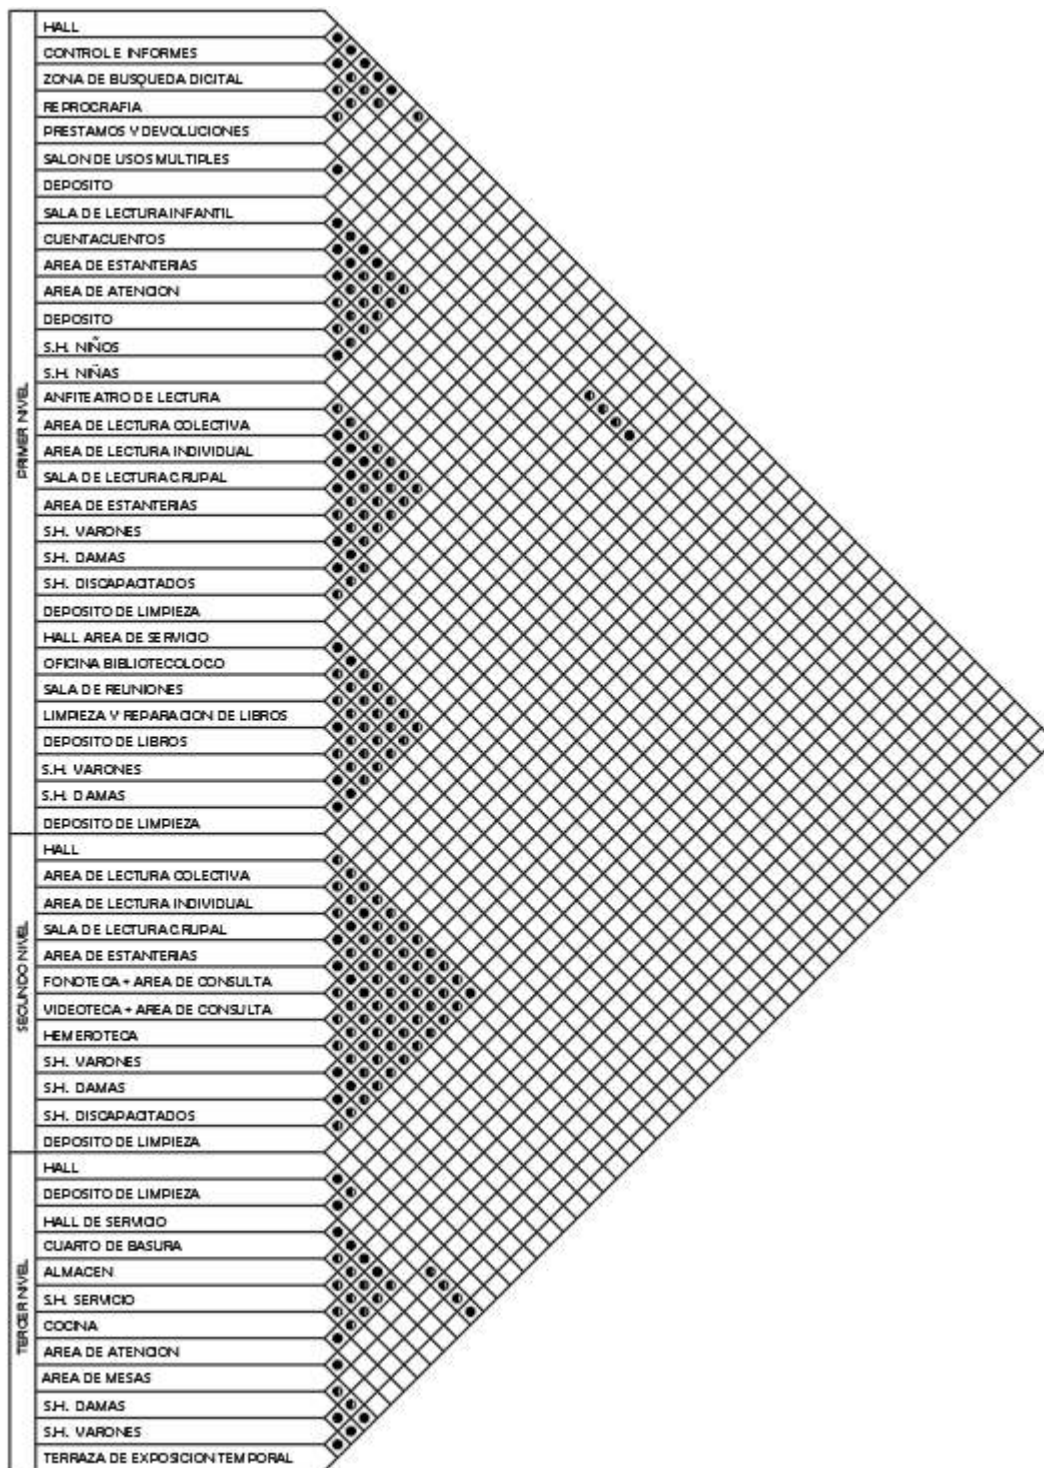 PRIMER NIVEL
HALL
CONTROL E INFORMES
ZONA DE BUSQUEDA DIGITAL
REPROGRAFIA
PRESTAMOS Y DEVOLUCIONES
SALON DE USOS MULTIPLES
DEPOSITO
SALA DE LECTURA INFANTIL
CUENTACUENTOS
AREA DE ESTANTERIAS
AREA DE ATENCION
DEPOSITO
S.H. NIÑOS
S.H. NIÑAS
ANFITEATRO DE LECTURA
AREA DE LECTURA COLECTIVA
AREA DE LECTURA INDIVIDUAL
SALA DE LECTURA GRUPAL
AREA DE ESTANTERIAS
S.H. VARONES
S.H. DAMAS
S.H. DISCAPACITADOS
DEPOSITO DE LIMPIEZA
HALL AREA DE SERVICIO
OFICINA BIBLIOTECOLOGO
SALA DE REUNIONES
LIMPIEZA Y REPARACION DE LIBROS
DEPOSITO DE LIBROS
S.H. VARONES
S.H. DAMAS
DEPOSITO DE LIMPIEZA
SEGUNDO NIVEL
HALL
AREA DE LECTURA COLECTIVA
AREA DE LECTURA INDIVIDUAL
SALA DE LECTURA GRUPAL
AREA DE ESTANTERIAS
FONOTECA + AREA DE CONSULTA
VIDEOTECA + AREA DE CONSULTA
HEMEROTECA
S.H. VARONES
S.H. DAMAS
S.H. DISCAPACITADOS
DEPOSITO DE LIMPIEZA
TERCER NIVEL
HALL
DEPOSITO DE LIMPIEZA
HALL DE SERVICIO
CUARTO DE BASURA
ALMACEN
S.H. SERVICIO
COCINA
AREA DE ATENCION
AREA DE MESAS
S.H. DAMAS
S.H. VARONES
TERRAZA DE EXPOSICION TEMPORAL